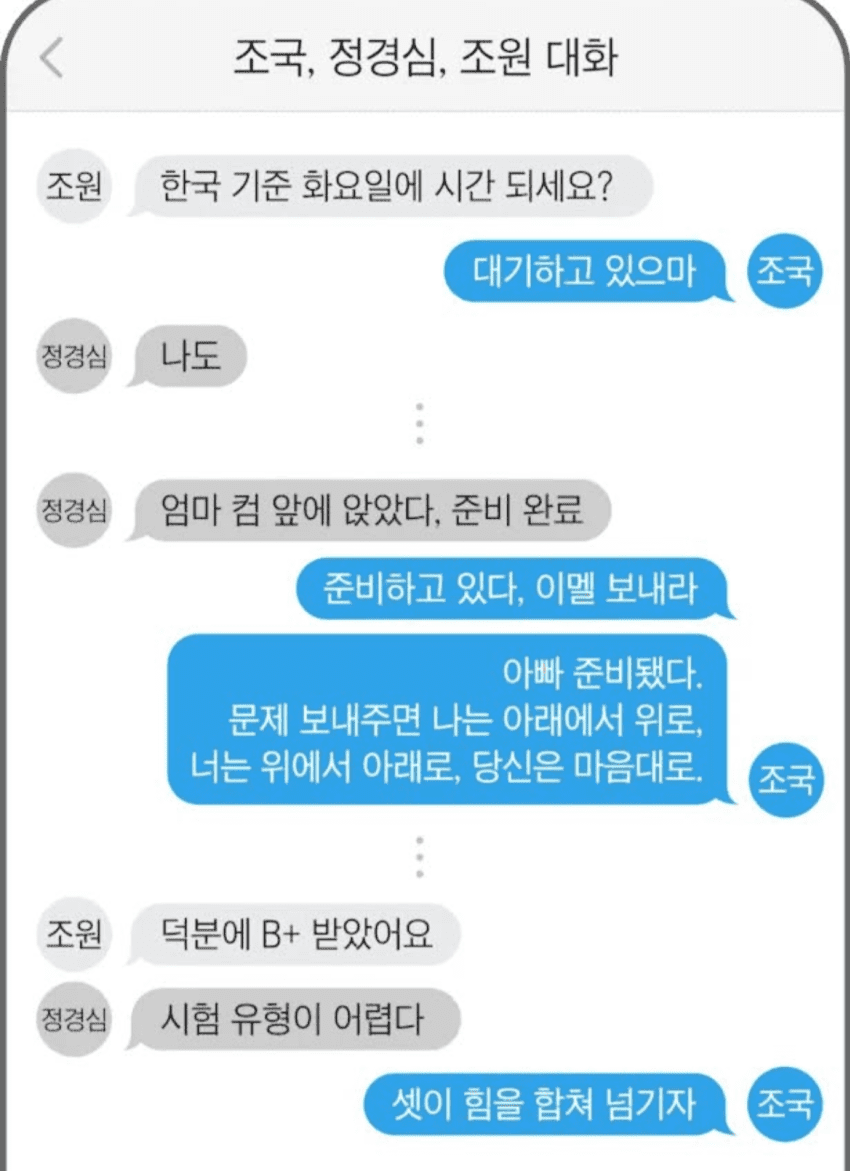 조국, 정경심, 조원 대화
조원
한국 기준 화요일에 시간 되세요?
대기하고 있으마
조국
정경심
나도
정경심
엄마 컴 앞에 앉았다, 준비 완료
준비하고 있다, 이멜 보내라
아빠 준비됐다.
문제 보내주면 나는 아래에서 위로,
너는 위에서 아래로, 당신은 마음대로.
조국
조원
덕분에 B+ 받았어요
정경심
시험 유형이 어렵다
셋이 힘을 합쳐 넘기자
조국